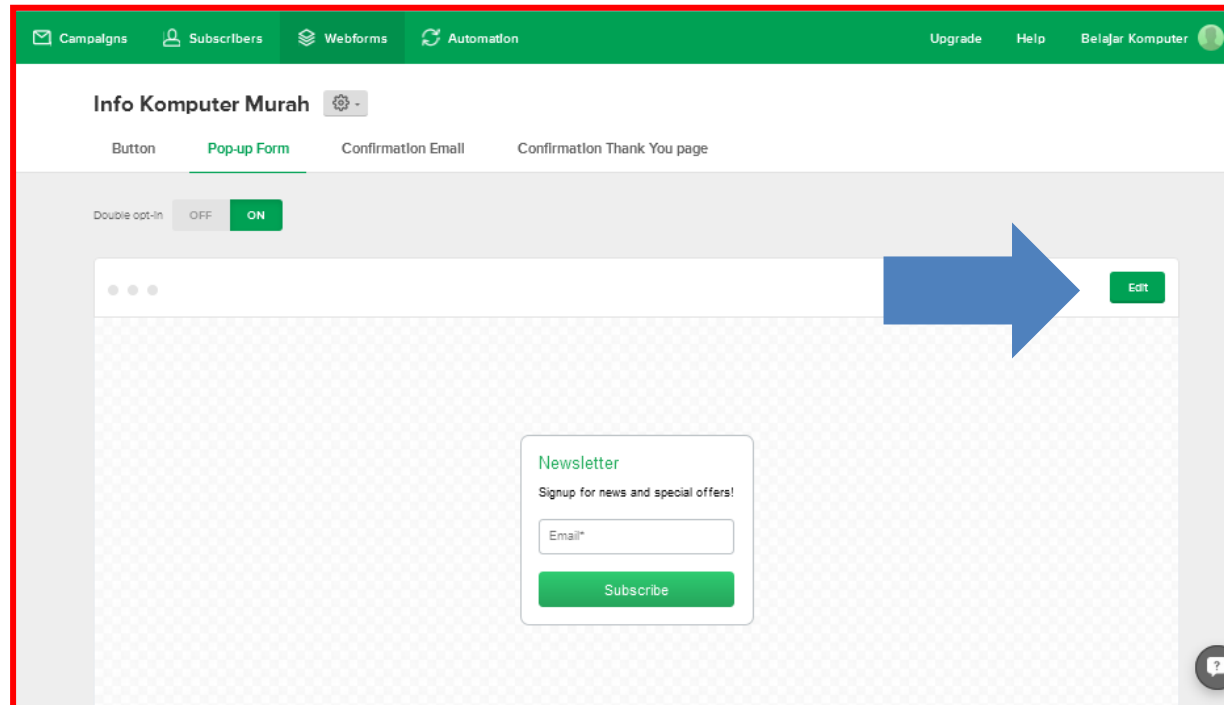 Campaigns Subscribers Webforms Automation Upgrade Help Belajar Komputer
Info Komputer Murah
Button Pop-up Form Confirmation Email Confirmation Thank You page
Double opt-in OFF ON
Edit
Newsletter
Signup for news and special offers!
Email*
Subscribe
?